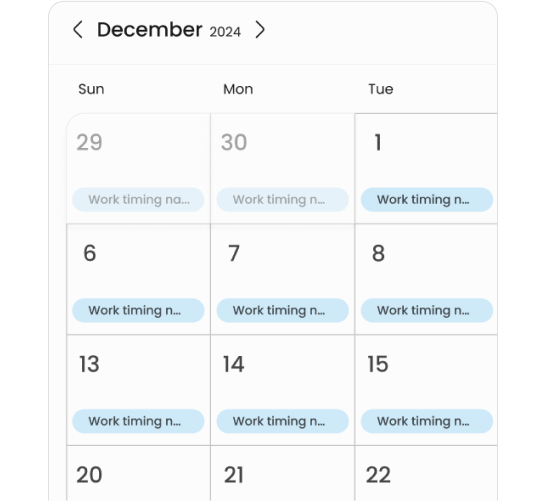 December 2024
Sun Mon Tue
29 30 1
Work timing na... Work timing n... Work timing n...
6 7 8
Work timing n... Work timing n... Work timing n...
13 14 15
Work timing n... Work timing n... Work timing n...
20 21 22